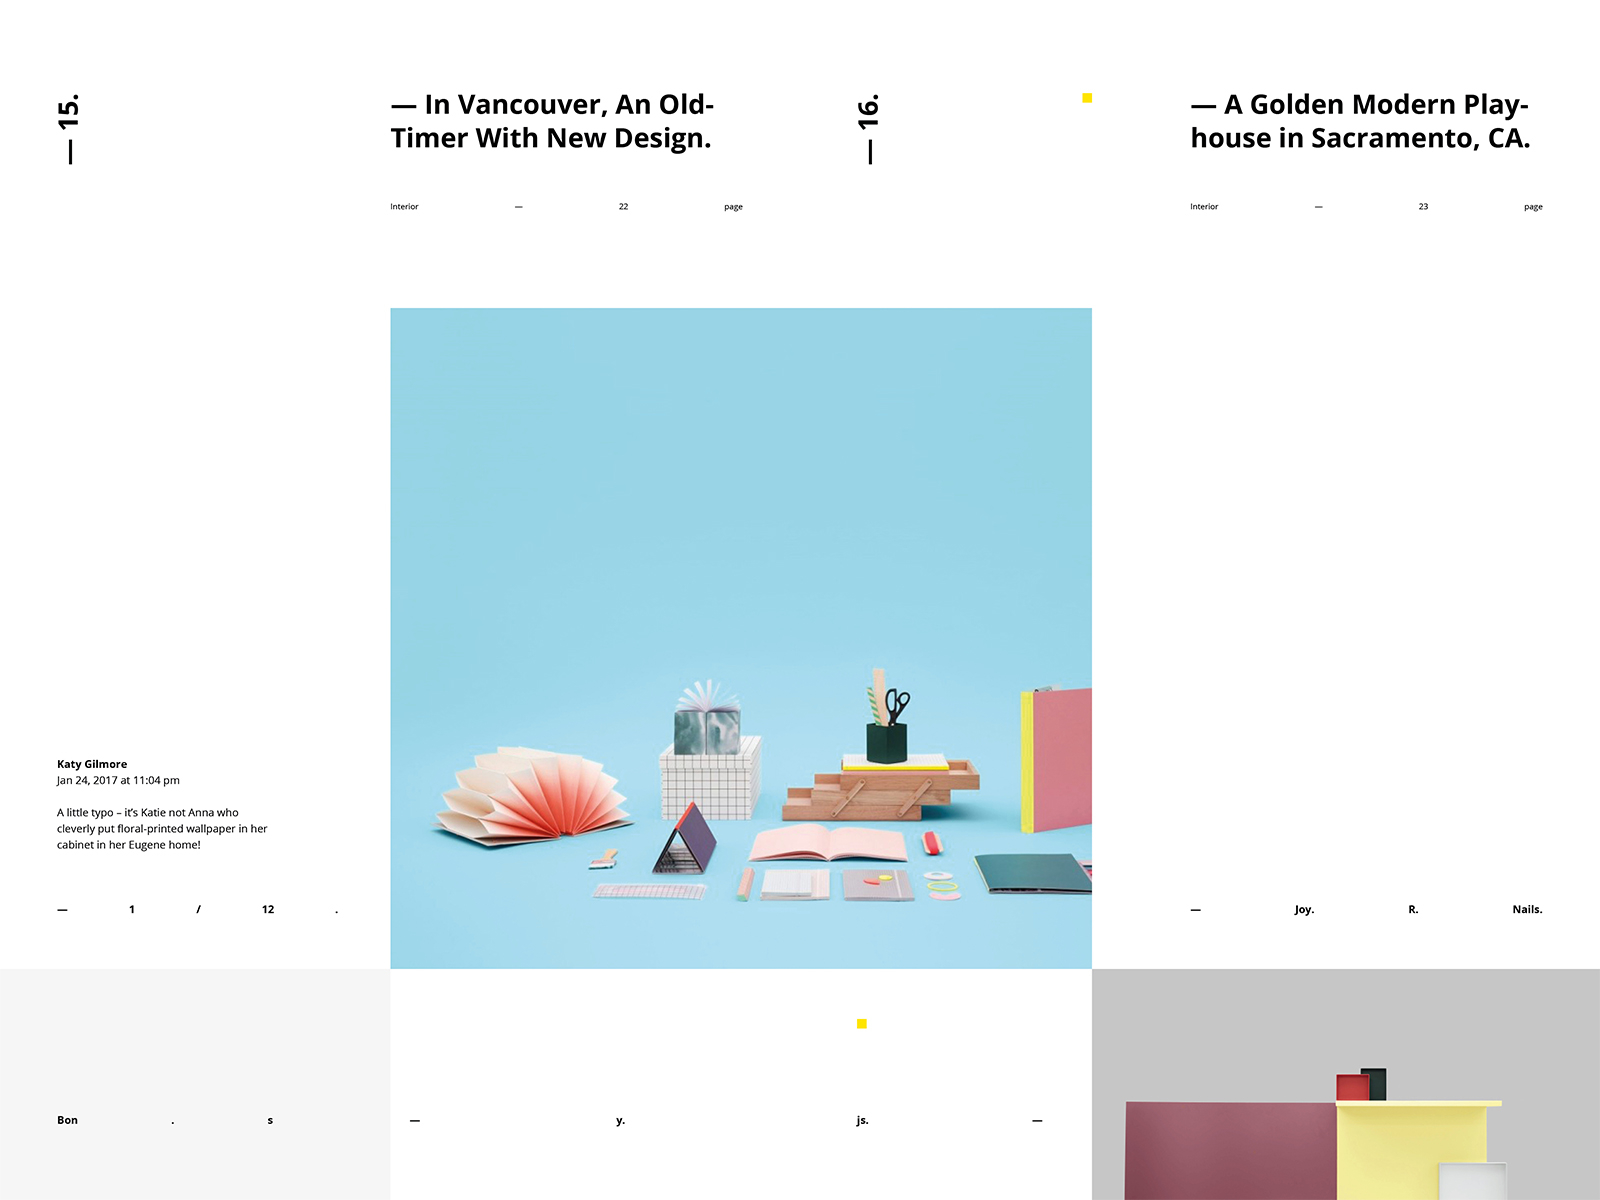 — 15.
— In Vancouver, An Old-
Timer With New Design.
Interior — 22 page
— 16.
— A Golden Modern Play-
house in Sacramento, CA.
Interior — 23 page
Katy Gilmore
Jan 24, 2017 at 11:04 pm
A little typo – it’s Katie not Anna who
cleverly put floral-printed wallpaper in her
cabinet in her Eugene home!
— 1 / 12 .
— Joy. R. Nails.
Bon . s — y. js. —